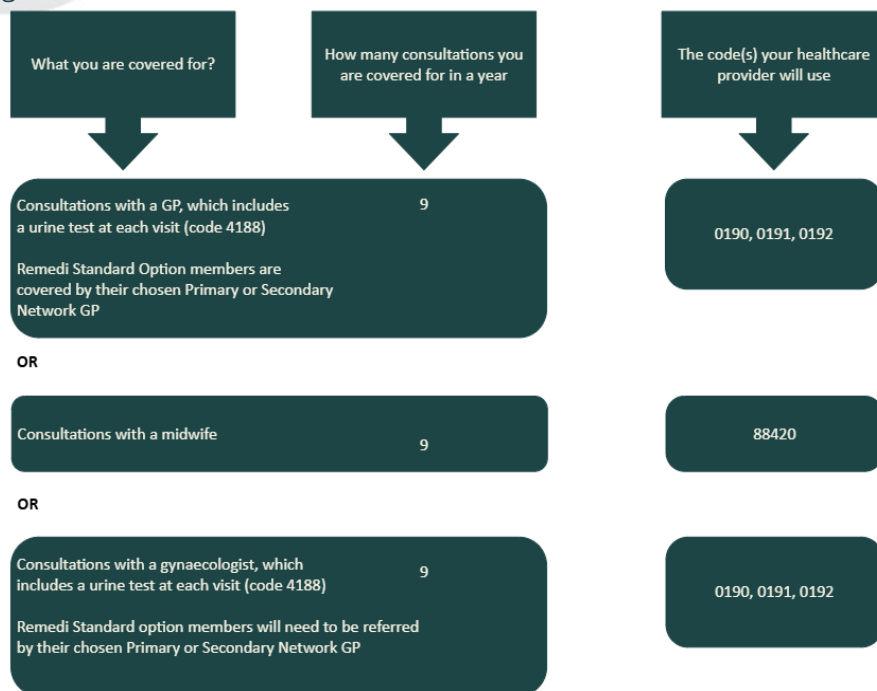 What you are covered for?
How many consultations you
are covered for in a year
The code(s) your healthcare
provider will use
Consultations with a GP, which includes
a urine test at each visit (code 4188)
Remedi Standard Option members are
covered by their chosen Primary or Secondary
Network GP
9
0190, 0191, 0192
OR
Consultations with a midwife
9
88420
OR
Consultations with a gynaecologist, which
includes a urine test at each visit (code 4188)
Remedi Standard option members will need to be referred
by their chosen Primary or Secondary Network GP
9
0190, 0191, 0192